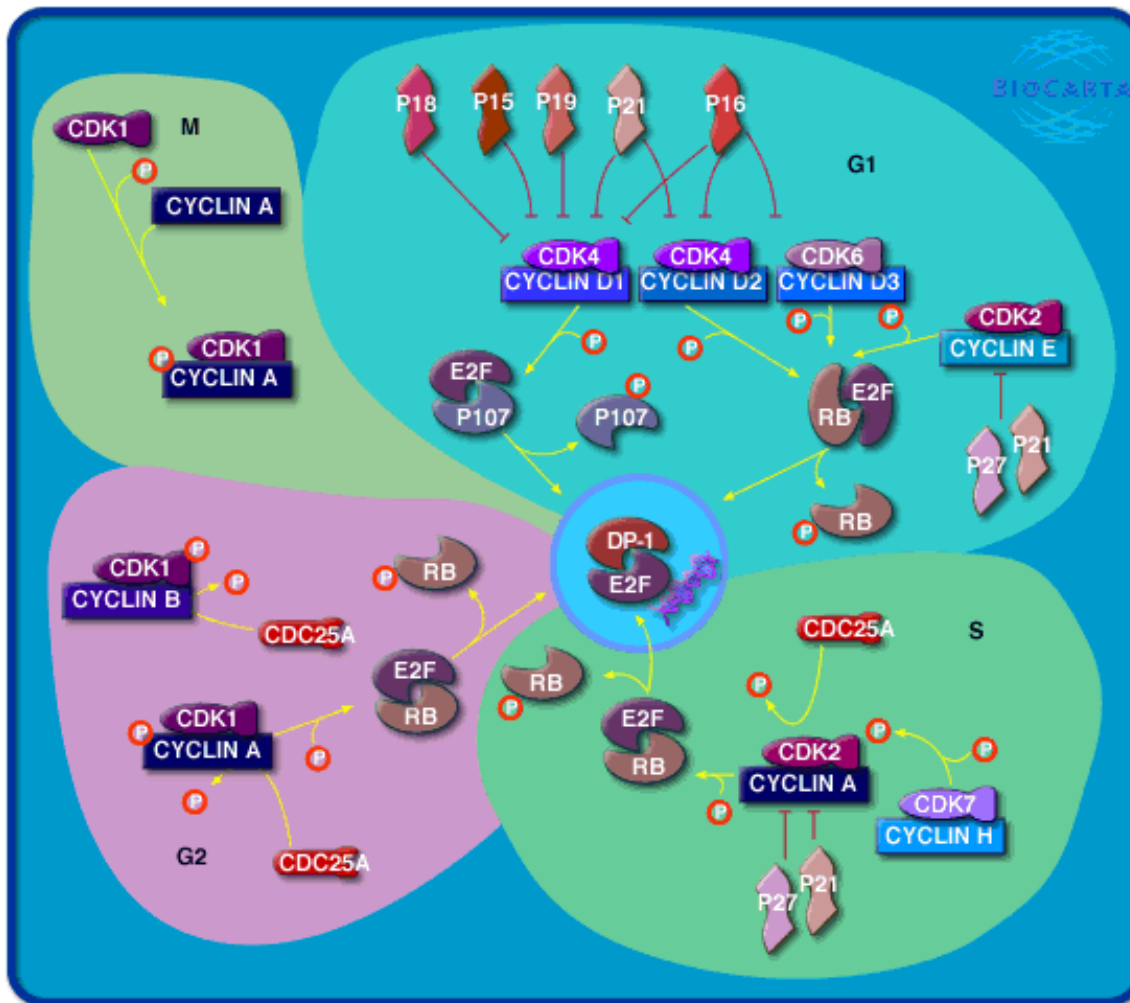 BIOCARTA
P18
P15
P19
P21
P16
CDK1
M
G1
P
CYCLIN A
CDK4
CYCLIN D1
CDK4
CYCLIN D2
CDK6
CYCLIN D3
CDK2
CYCLIN E
P
P
P
P
CDK1
P
CYCLIN A
E2F
P107
P
P107
E2F
RB
P27
P21
P
RB
DP-1
E2F
CDK1
P
CYCLIN B
P
CDC25A
P
RB
E2F
RB
CDK1
P
CYCLIN A
P
P
G2
CDC25A
CDC25A
S
RB
P
E2F
RB
P
P
P
CDK2
CYCLIN A
P
CDK7
CYCLIN H
P27
P21